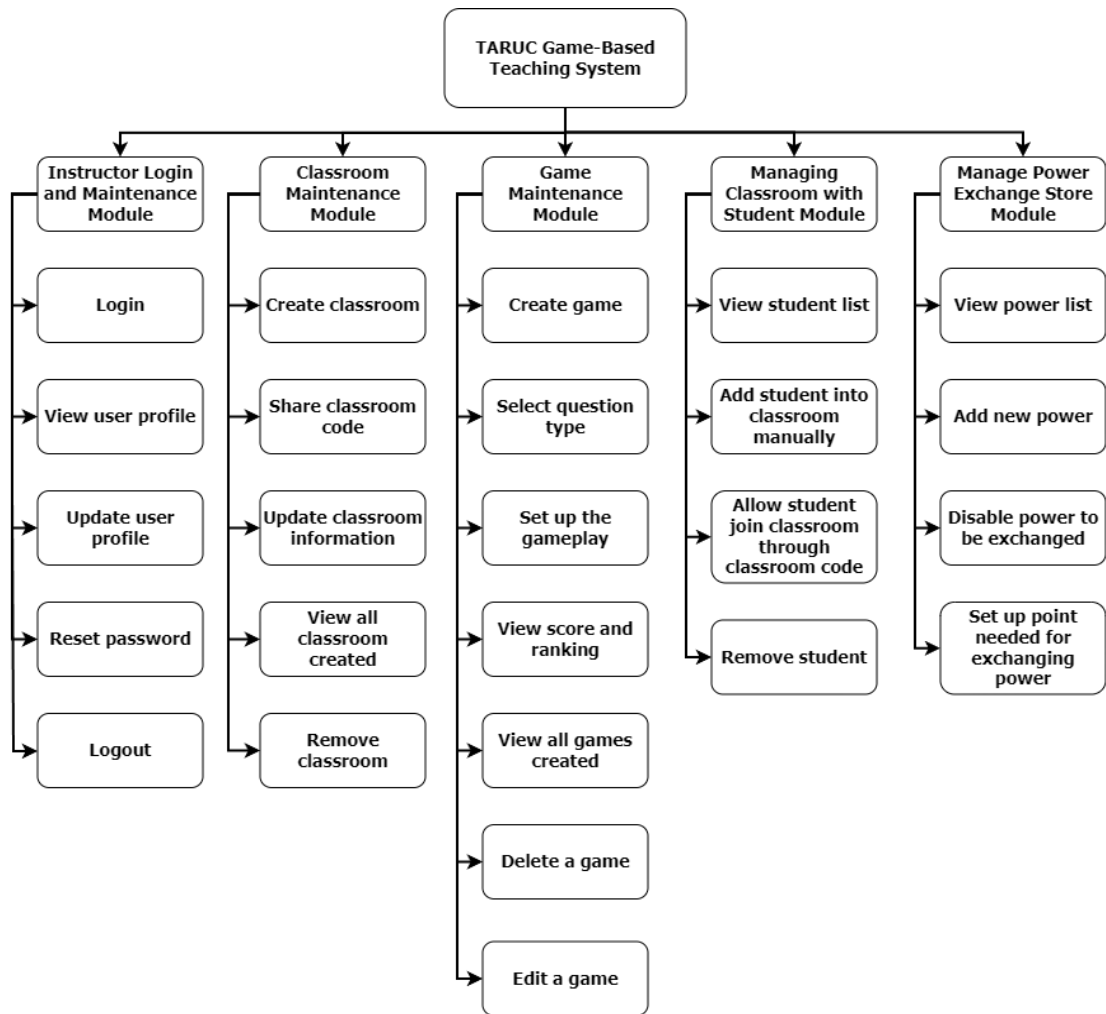 TARUC Game-Based
Teaching System
Instructor Login
and Maintenance
Module
Classroom
Maintenance
Module
Game
Maintenance
Module
Managing
Classroom with
Student Module
Manage Power
Exchange Store
Module
Login
Create classroom
Create game
View student list
View power list
View user profile
Share classroom
code
Select question
type
Add student into
classroom
manually
Add new power
Update user
profile
Update classroom
information
Set up the
gameplay
Allow student
join classroom
through
classroom code
Disable power to
be exchanged
Reset password
View all
classroom
created
View score and
ranking
Remove student
Set up point
needed for
exchanging
power
Logout
Remove
classroom
View all games
created
Delete a game
Edit a game